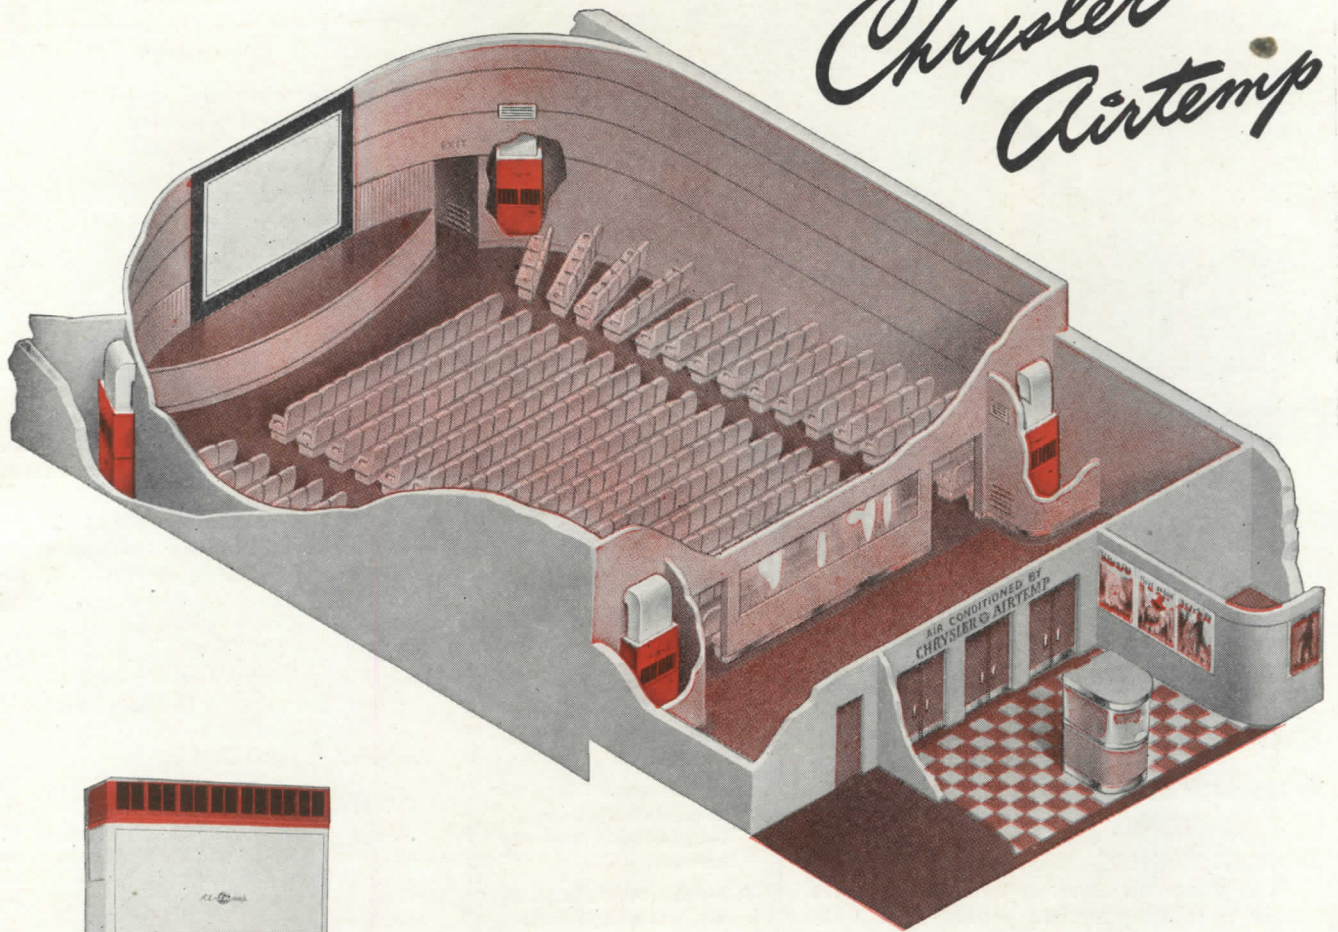 Chrysler
Airtemp
EXIT
AIR CONDITIONED BY
CHRYSLER AIRTEMP